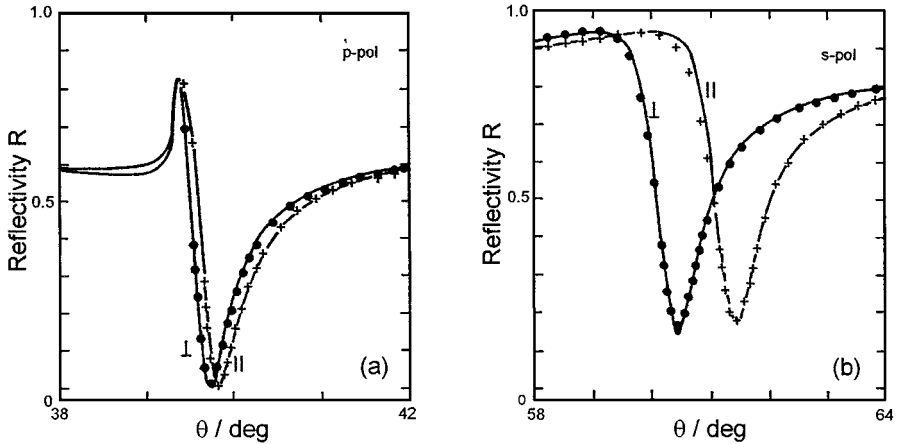 1.0
p-pol
Reflectivity R
0.5
⊥
||
(a)
0
38
42
θ / deg
1.0
s-pol
||
⊥
Reflectivity R
0.5
(b)
0
58
64
θ / deg